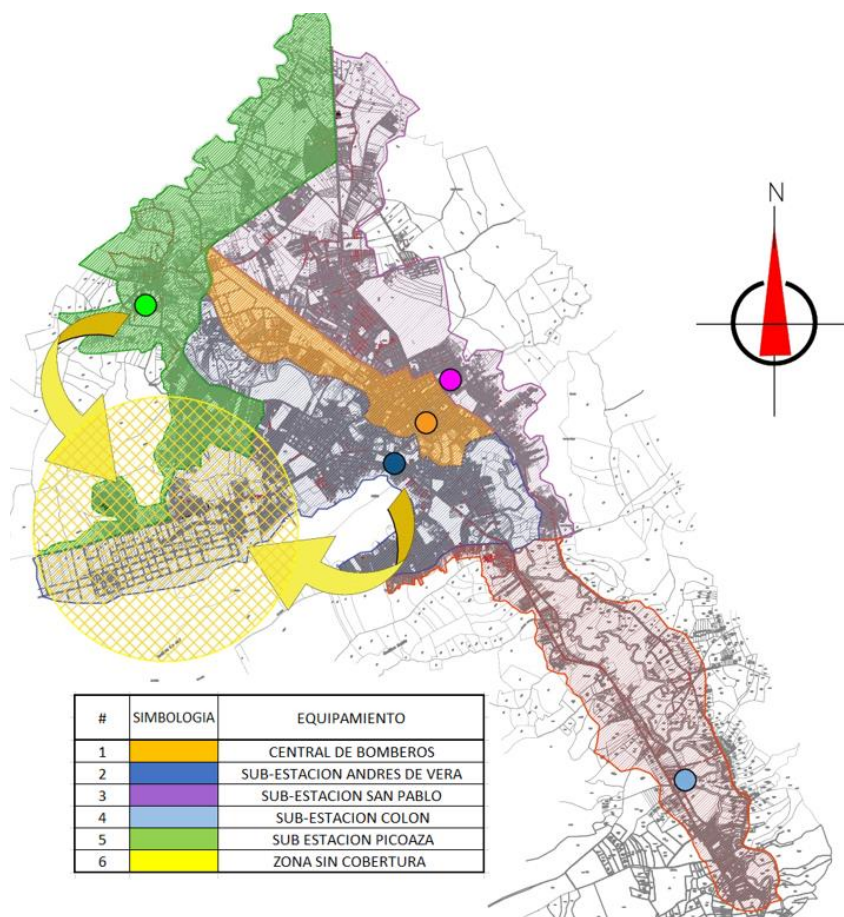 N
# SIMBOLOGIA EQUIPAMIENTO
1 CENTRAL DE BOMBEROS
2 SUB-ESTACION ANDRES DE VERA
3 SUB-ESTACION SAN PABLO
4 SUB-ESTACION COLON
5 SUB ESTACION PICOAZA
6 ZONA SIN COBERTURA